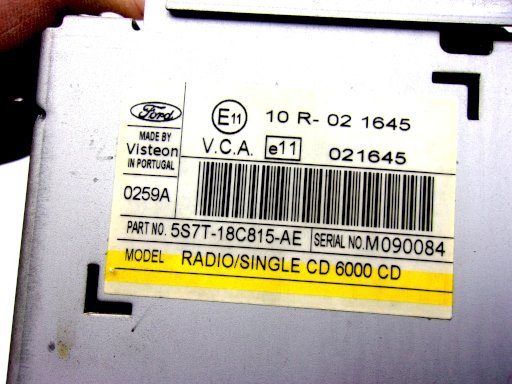 Ford
E11 10 R- 02 1645
MADE BY
Visteon
IN PORTUGAL
V.C.A. e11 021645
0259A
PART NO. 5S7T-18C815-AE SERIAL NO. M090084
MODEL RADIO/SINGLE CD 6000 CD